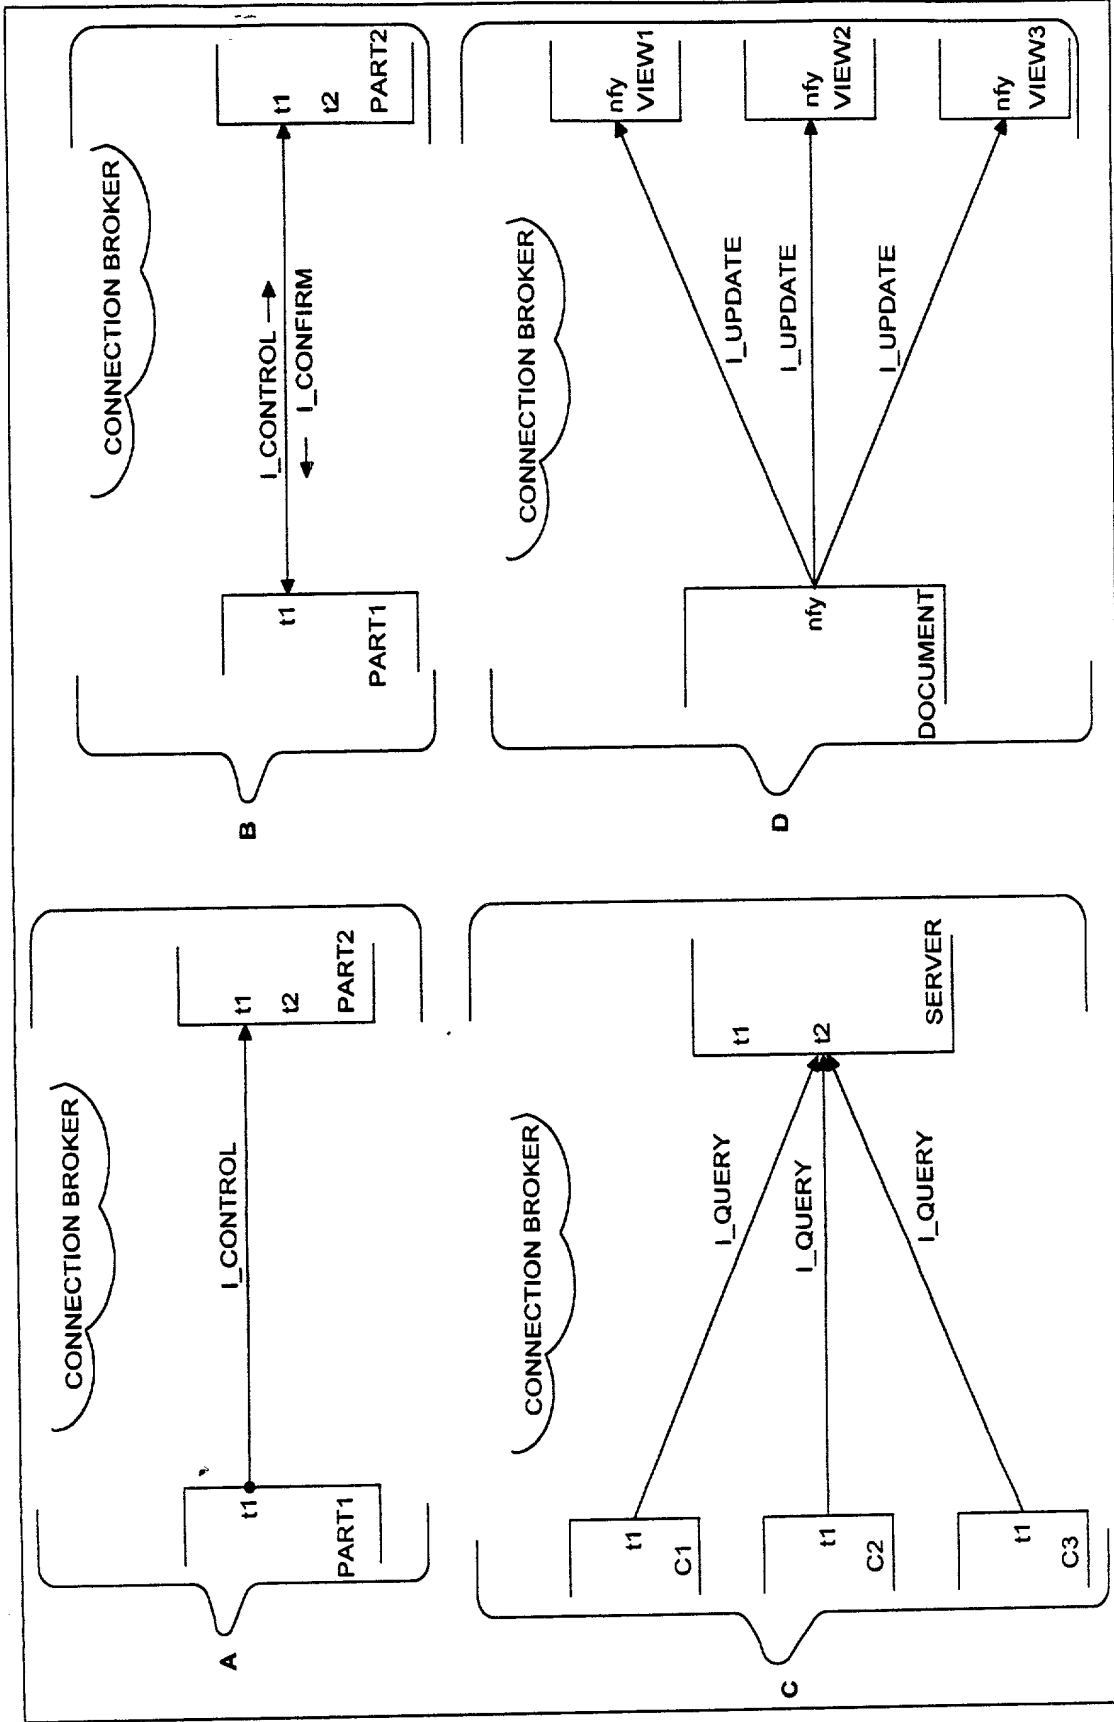 A
CONNECTION BROKER
I_CONTROL
t1
PART1
t1
t2
PART2
B
CONNECTION BROKER
I_CONTROL
I_CONFIRM
t1
PART1
t1
t2
PART2
C
CONNECTION BROKER
t1
C1
t1
C2
t1
C3
I_QUERY
I_QUERY
I_QUERY
t1
t2
SERVER
D
CONNECTION BROKER
nfy
DOCUMENT
I_UPDATE
I_UPDATE
I_UPDATE
nfy
VIEW1
nfy
VIEW2
nfy
VIEW3